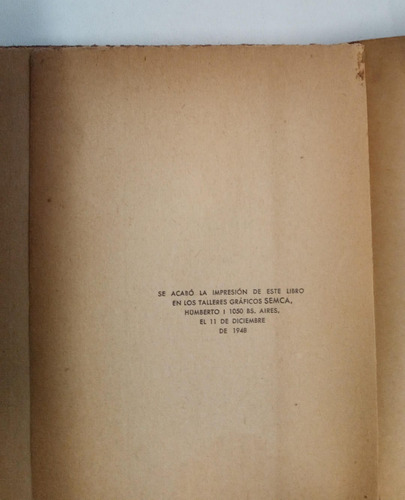 SE ACABÓ LA IMPRESIÓN DE ESTE LIBRO
EN LOS TALLERES GRÁFICOS SEMCA,
HUMBERTO I 1050 BS. AIRES.
EL 11 DE DICIEMBRE
DE 1948